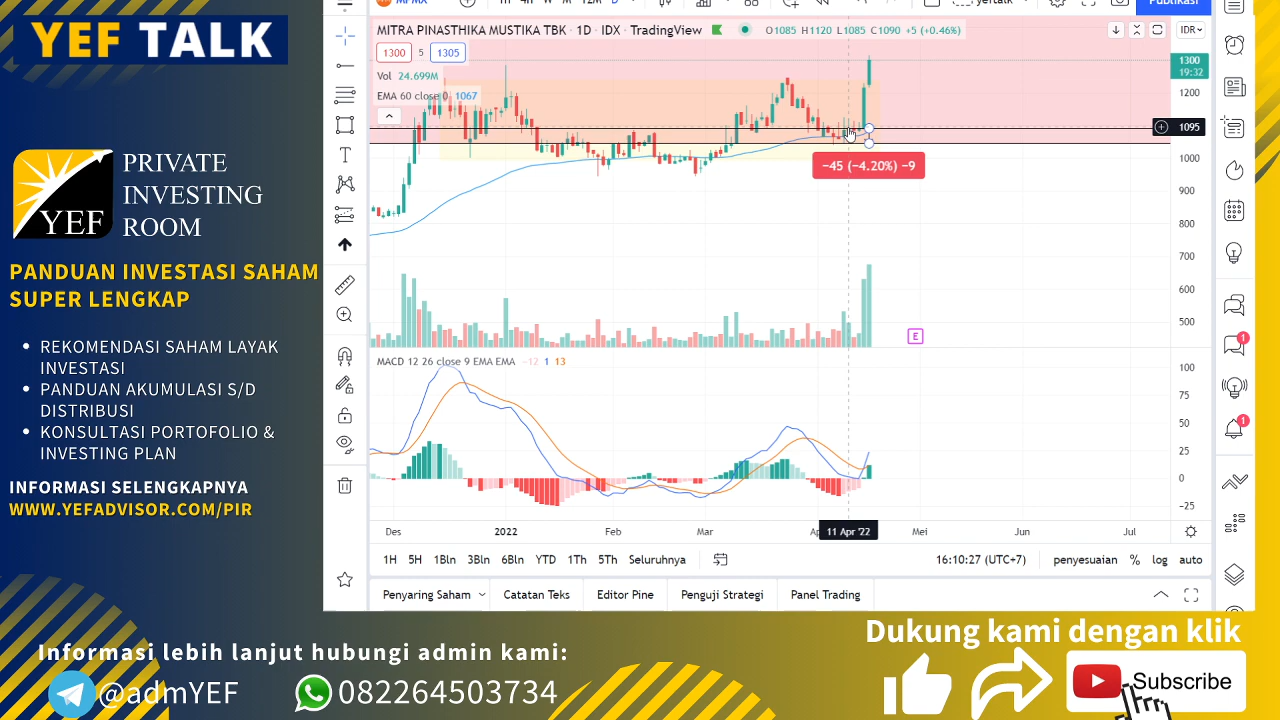 YEF TALK
YEF
PRIVATE
INVESTING
ROOM
PANDUAN INVESTASI SAHAM
SUPER LENGKAP
• REKOMENDASI SAHAM LAYAK
INVESTASI
• PANDUAN AKUMULASI S/D
DISTRIBUSI
• KONSULTASI PORTOFOLIO &
INVESTING PLAN
INFORMASI SELENGKAPNYA
WWW.YEFADVISOR.COM/PIR
Publikasi
MITRA PINASTHIKA MUSTIKA TBK · 1D · IDX · TradingView
O1085 H1120 L1085 C1090 +5 (+0.46%)
IDR
1300 5 1305
Vol 24.699M
EMA 60 close 0 1067
1300
19:32
1200
1095
1000
900
800
700
600
500
−45 (−4.20%) −9
E
MACD 12 26 close 9 EMA EMA −12 1 13
100
75
50
25
0
−25
Des 2022 Feb Mar 11 Apr '22 Mei Jun Jul
1H 5H 1Bln 3Bln 6Bln YTD 1Th 5Th Seluruhnya
16:10:27 (UTC+7) penyesuaian % log auto
Penyaring Saham Catatan Teks Editor Pine Penguji Strategi Panel Trading
1
1
Informasi lebih lanjut hubungi admin kami:
@admYEF
082264503734
Dukung kami dengan klik
Subscribe